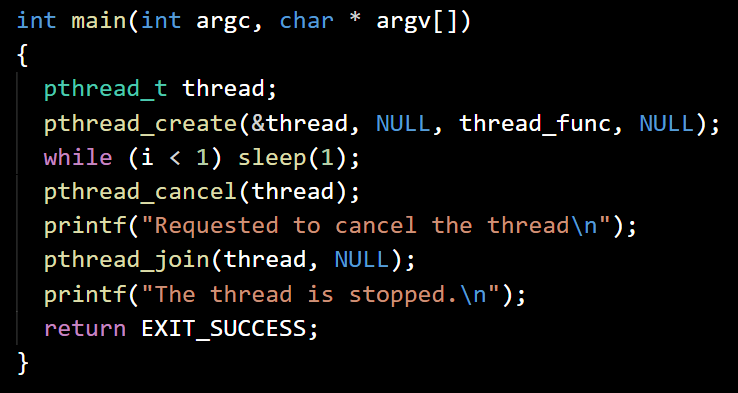 int main(int argc, char * argv[])
{
  pthread_t thread;
  pthread_create(&thread, NULL, thread_func, NULL);
  while (i < 1) sleep(1);
  pthread_cancel(thread);
  printf("Requested to cancel the thread\n");
  pthread_join(thread, NULL);
  printf("The thread is stopped.\n");
  return EXIT_SUCCESS;
}